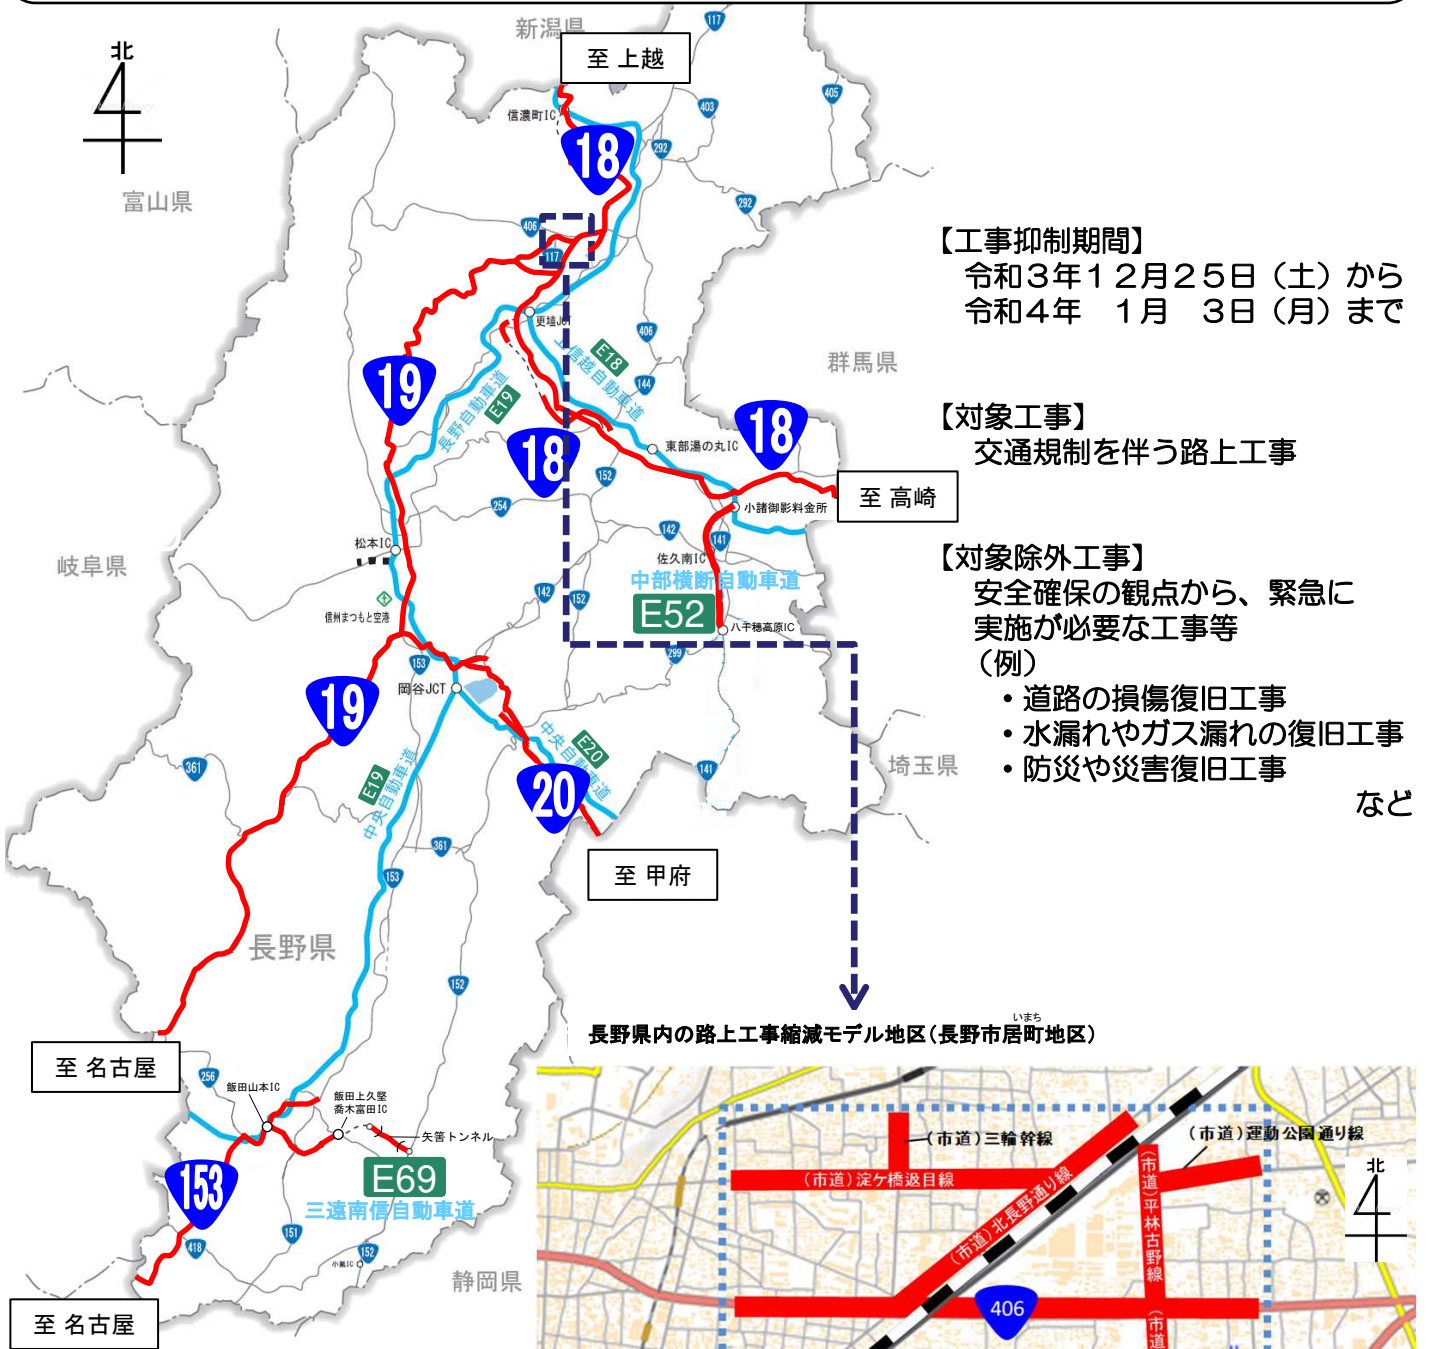 新潟県
117
至 上越
北
信濃町IC
403
405
18
292
富山県
292
406
117
【工事抑制期間】
令和3年12月25日（土）から
令和4年　1月　3日（月）まで
更埴JCT
406
上信越自動車道
E18
群馬県
144
19
長野自動車道
E19
【対象工事】
交通規制を伴う路上工事
18
18
東部湯の丸IC
152
254
小諸御影料金所
至 高崎
142
141
松本IC
佐久南IC
岐阜県
【対象除外工事】
安全確保の観点から、緊急に
実施が必要な工事等
（例）
・道路の損傷復旧工事
・水漏れやガス漏れの復旧工事
・防災や災害復旧工事
など
中部横断自動車道
E52
142
152
信州まつもと空港
八千穂高原IC
153
299
岡谷JCT
19
361
E19
中央自動車道
E20
中央自動車道
141
埼玉県
20
361
153
至 甲府
長野県
152
いまち
長野県内の路上工事縮減モデル地区（長野市居町地区）
至 名古屋
256
飯田山本IC
飯田上久堅
喬木富田IC
矢筈トンネル
E69
三遠南信自動車道
153
151
418
152
小嵐IC
静岡県
至 名古屋
（市道）三輪幹線
（市道）運動公園通り線
（市道）淀ケ橋返目線
（市道）北長野通り線
（市道）平林古野線
北
406
（市道